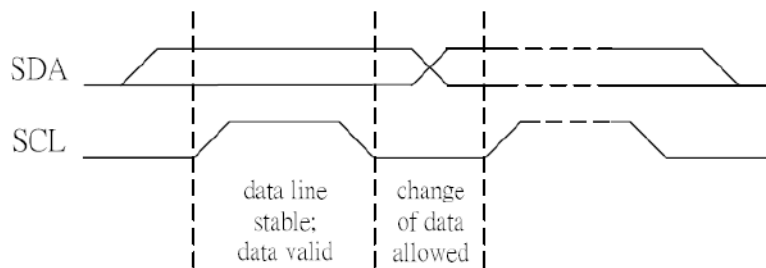 SDA
SCL
data line
stable;
data valid
change
of data
allowed